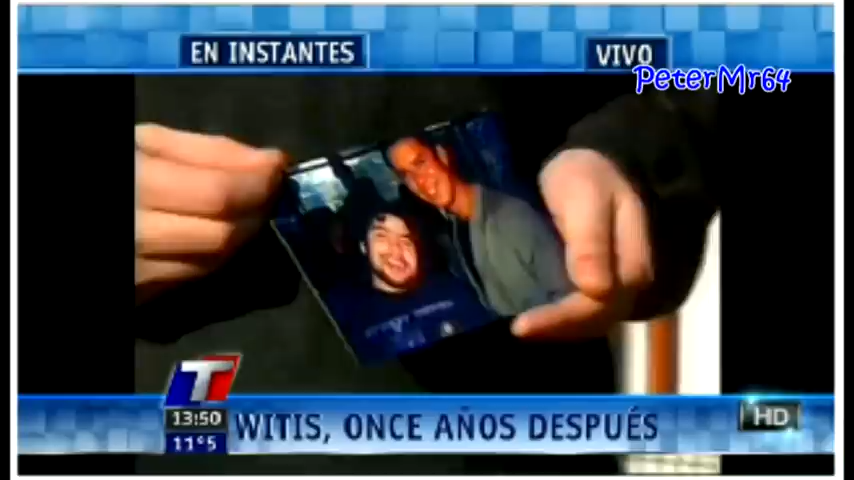 EN INSTANTES
VIVO
PeterMr64
T
13:50
11°5
WITIS, ONCE AÑOS DESPUÉS
HD